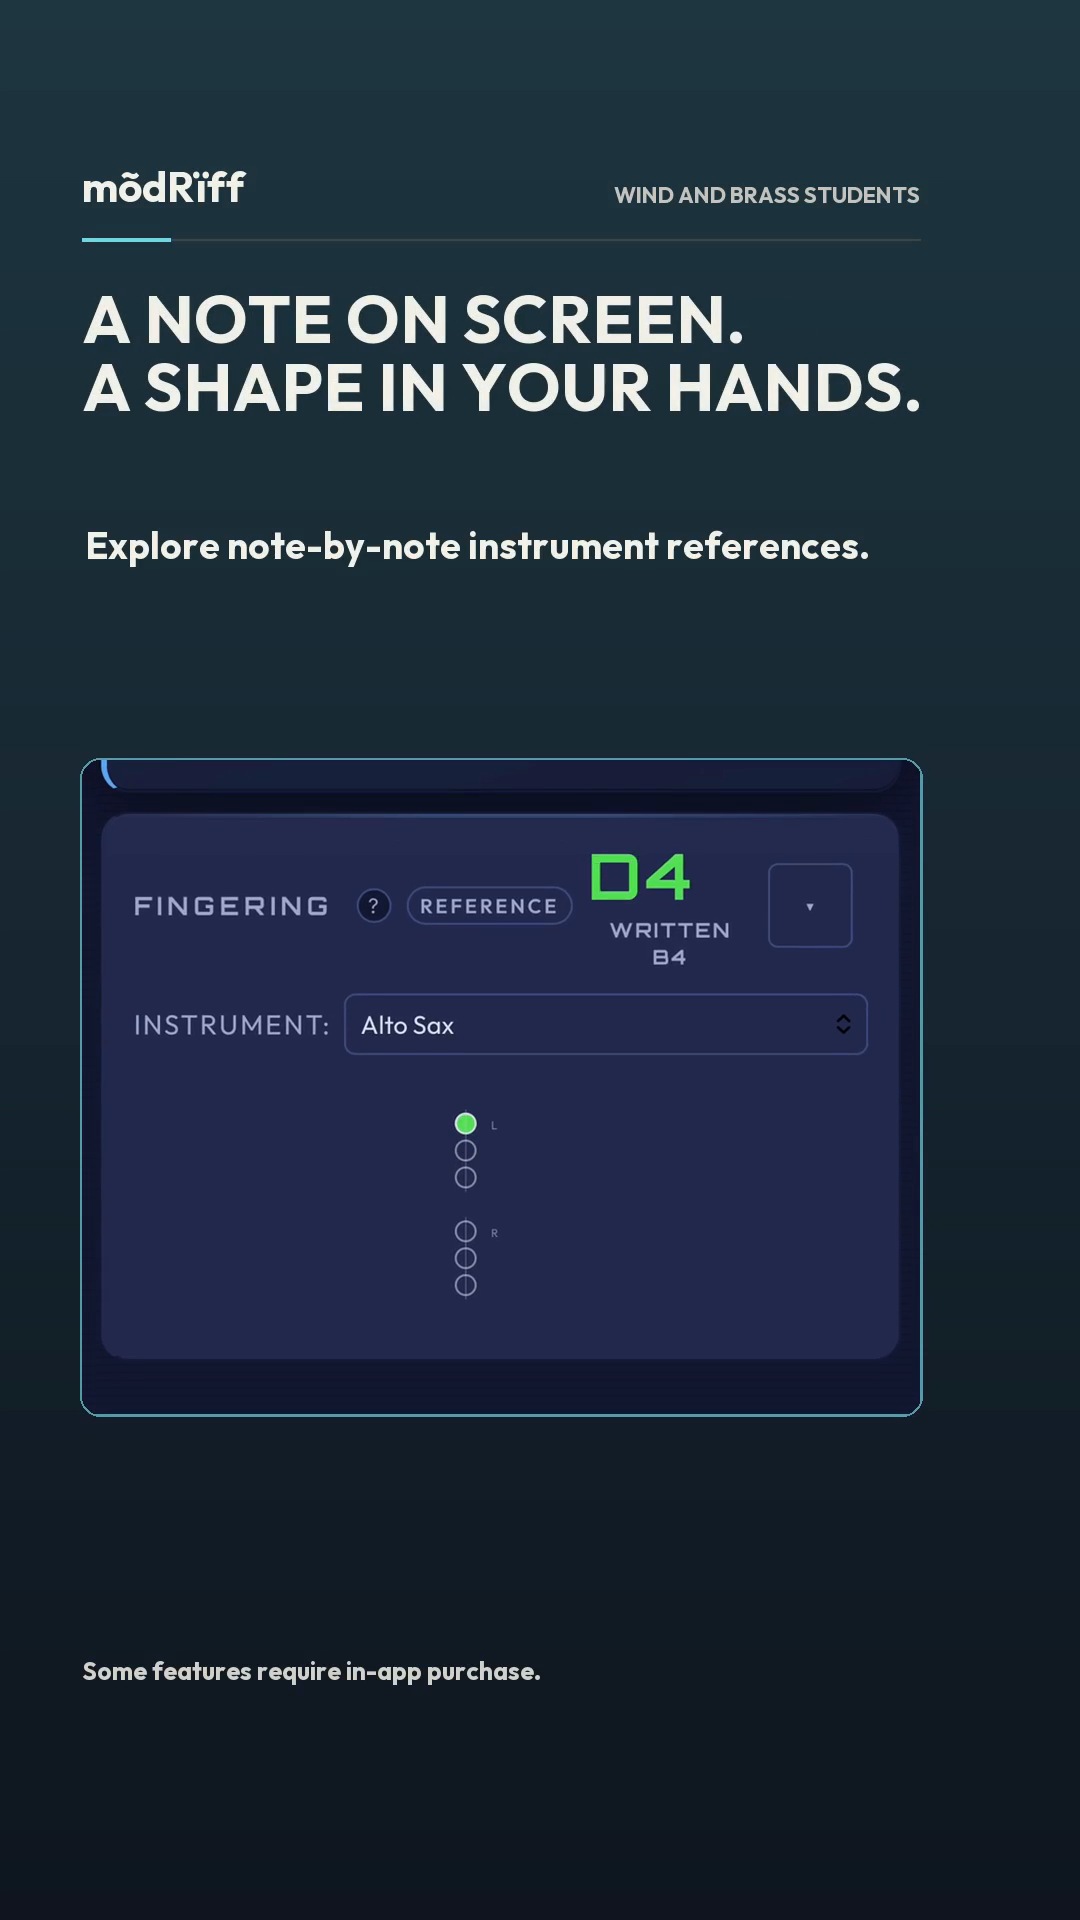 mõdRïff
WIND AND BRASS STUDENTS
A NOTE ON SCREEN.
A SHAPE IN YOUR HANDS.
Explore note-by-note instrument references.
FINGERING
?
REFERENCE
D4
WRITTEN
B4
INSTRUMENT:
Alto Sax
L
R
Some features require in-app purchase.